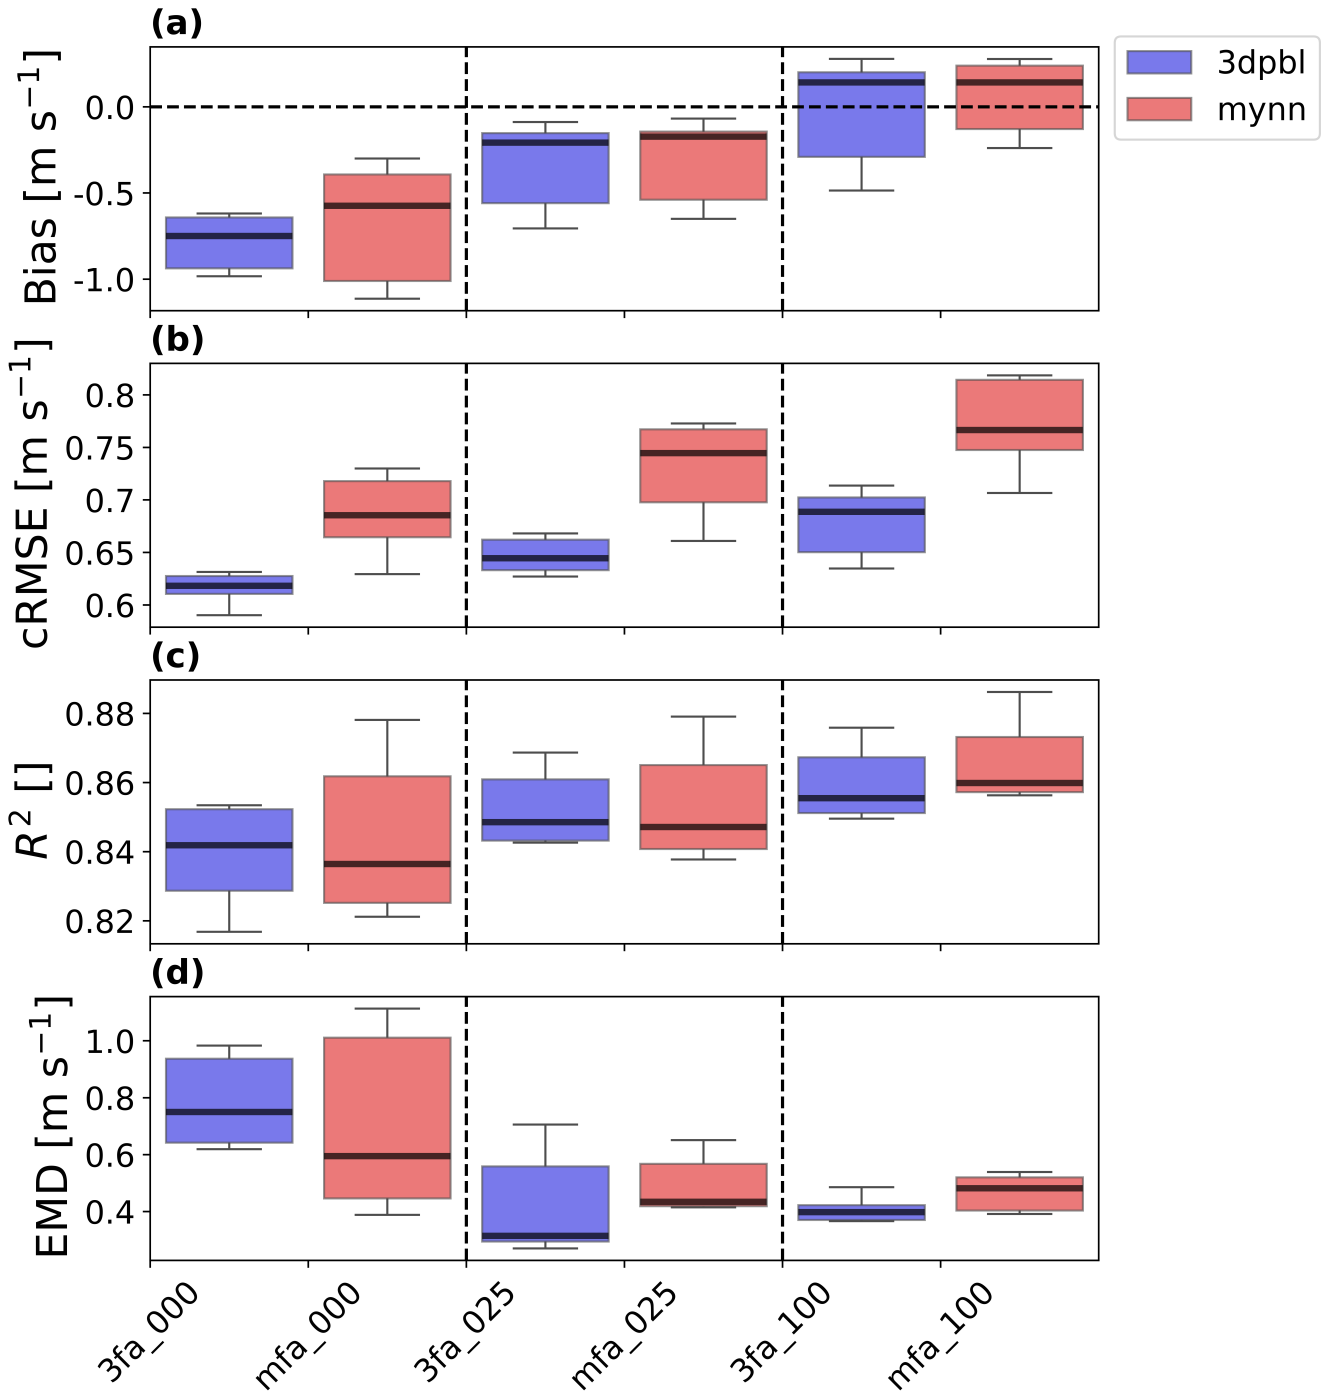 (a)
Bias [m s⁻¹]
0.0
-0.5
-1.0
3dpbl
mynn
(b)
cRMSE [m s⁻¹]
0.8
0.75
0.7
0.65
0.6
(c)
R² []
0.88
0.86
0.84
0.82
(d)
EMD [m s⁻¹]
1.0
0.8
0.6
0.4
3fa_000
mfa_000
3fa_025
mfa_025
3fa_100
mfa_100